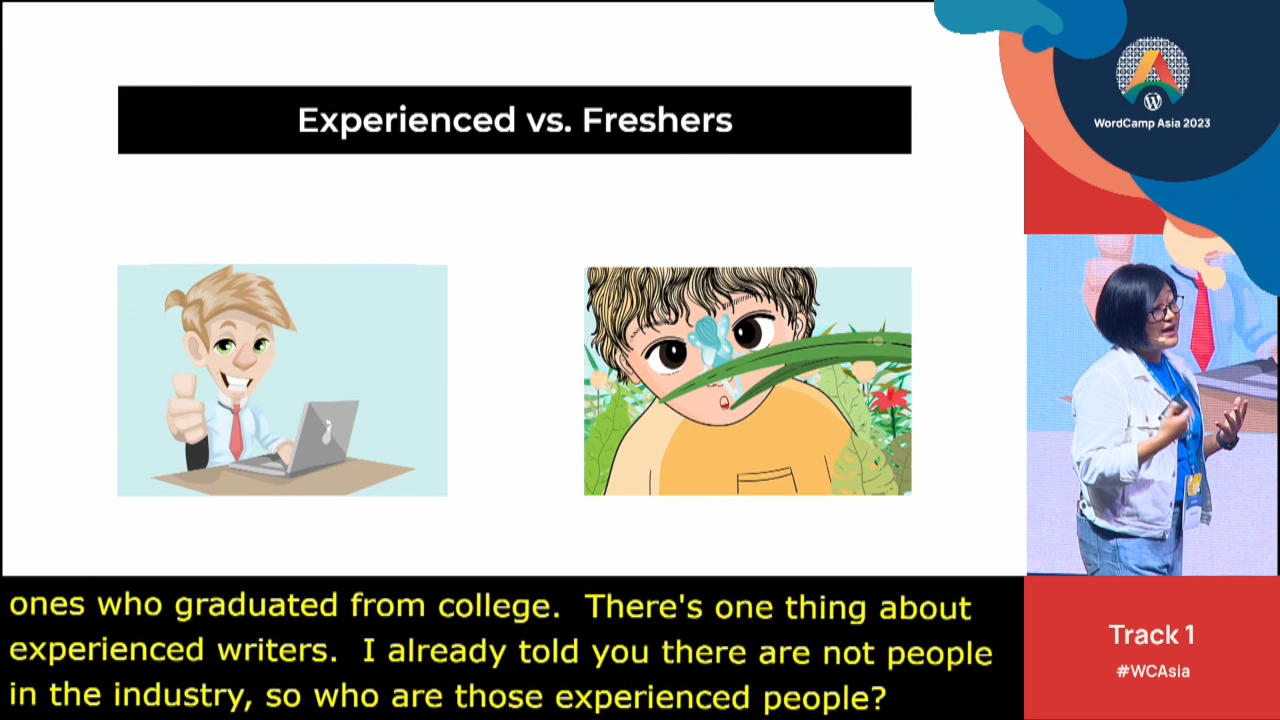 Experienced vs. Freshers
WordCamp Asia 2023
ones who graduated from college.  There's one thing about
experienced writers.  I already told you there are not people
in the industry, so who are those experienced people?
Track 1
#WCAsia